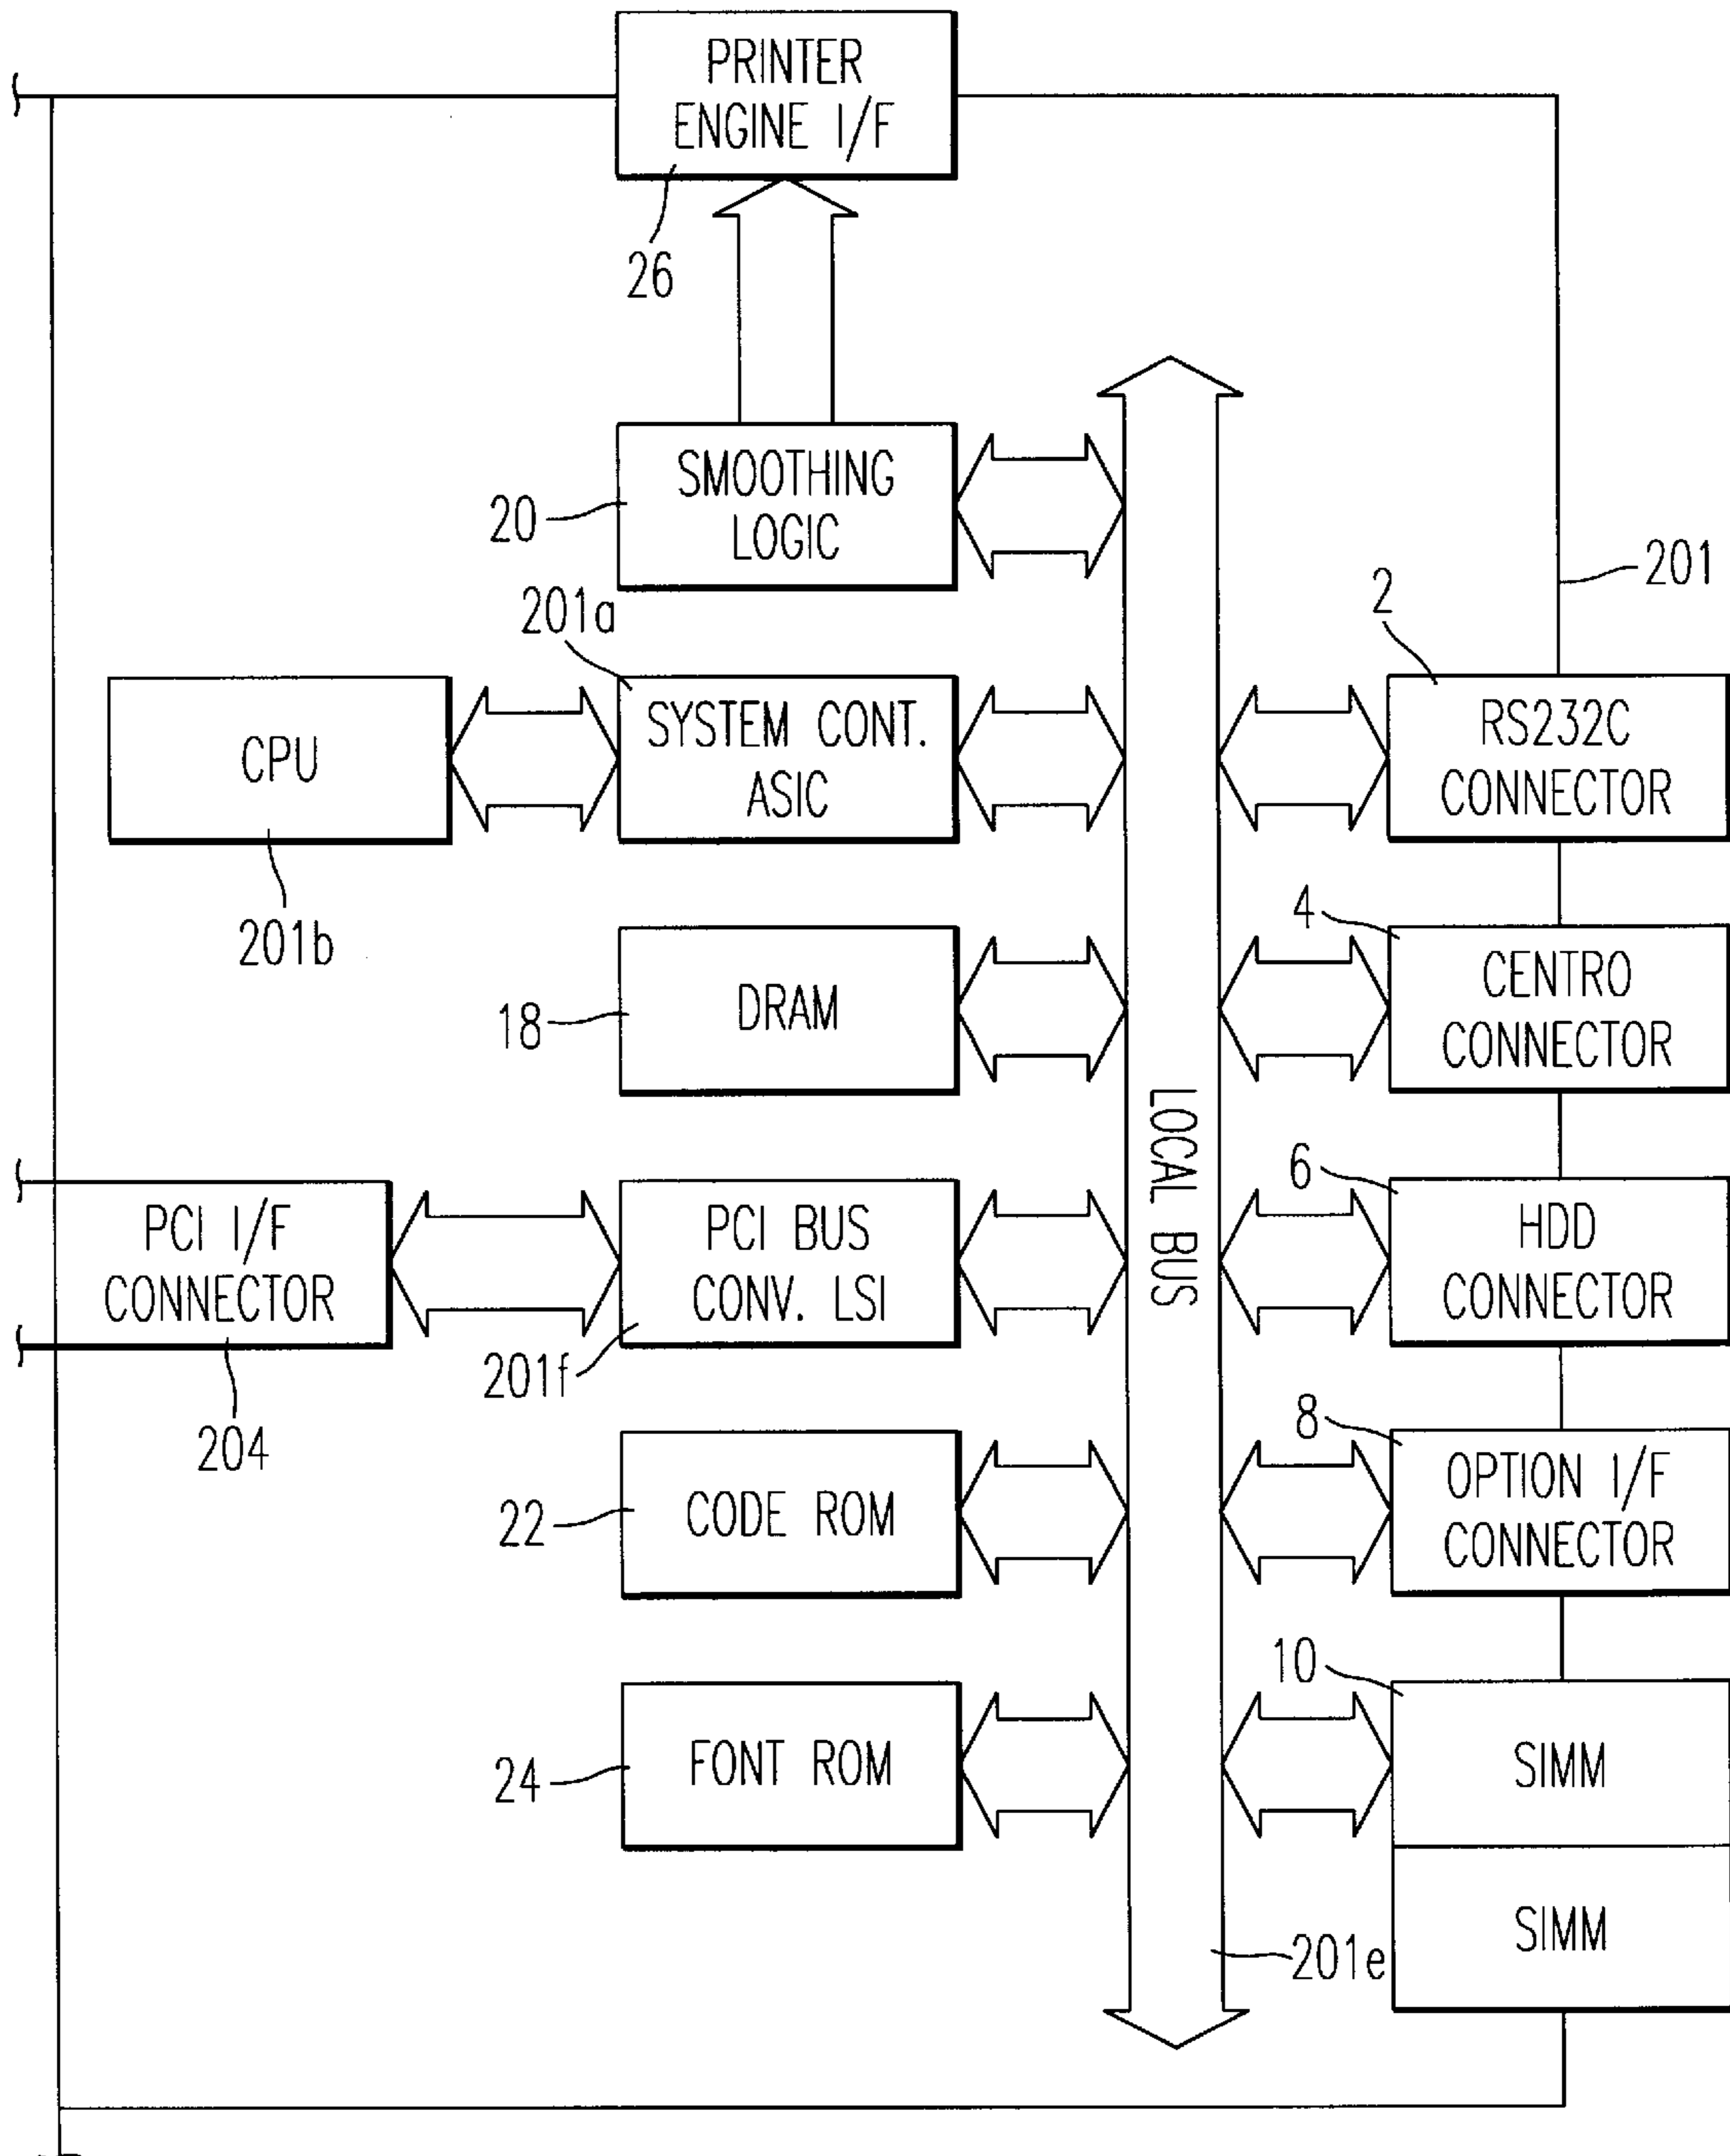 PRINTER
ENGINE I/F
26
SMOOTHING
LOGIC
20
201
201a
2
CPU
SYSTEM CONT.
ASIC
RS232C
CONNECTOR
201b
4
18
DRAM
CENTRO
CONNECTOR
LOCAL BUS
6
PCI I/F
CONNECTOR
PCI BUS
CONV. LSI
HDD
CONNECTOR
201f
204
8
22
CODE ROM
OPTION I/F
CONNECTOR
10
24
FONT ROM
SIMM
SIMM
201e